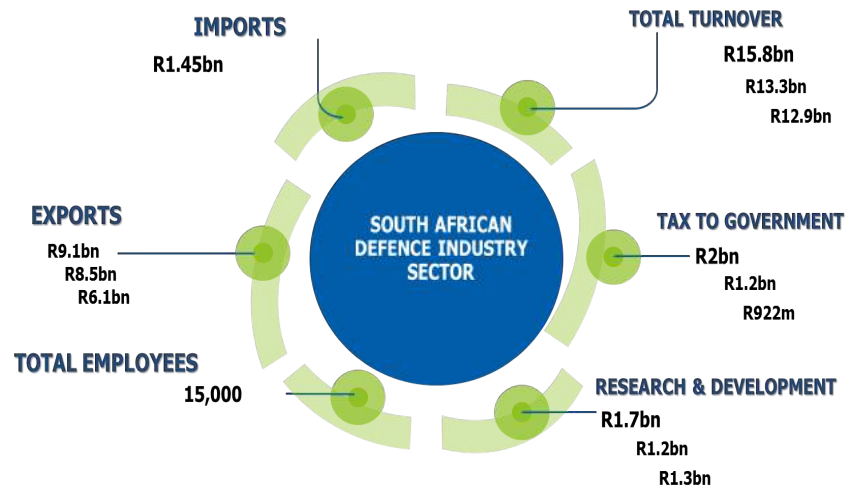 IMPORTS
R1.45bn
TOTAL TURNOVER
R15.8bn
R13.3bn
R12.9bn
EXPORTS
R9.1bn
R8.5bn
R6.1bn
SOUTH AFRICAN
DEFENCE INDUSTRY
SECTOR
TAX TO GOVERNMENT
R2bn
R1.2bn
R922m
TOTAL EMPLOYEES
15,000
RESEARCH & DEVELOPMENT
R1.7bn
R1.2bn
R1.3bn